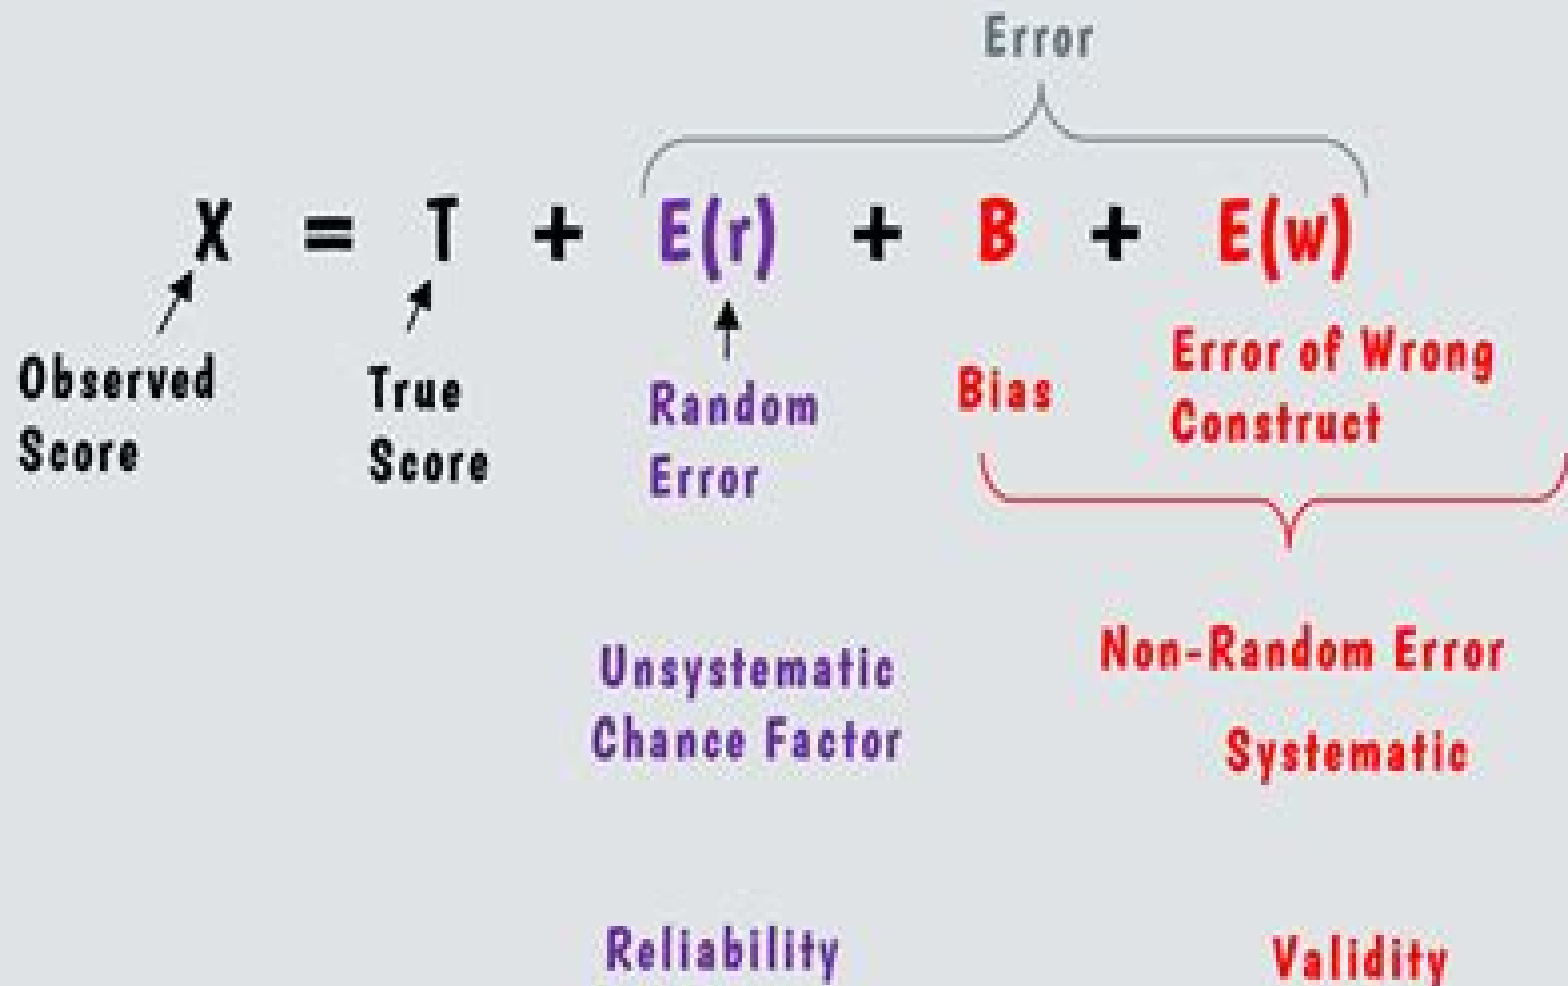 Error
X = T + E(r) + B + E(w)
Observed
Score
True
Score
Random
Error
Bias
Error of Wrong
Construct
Unsystematic
Chance Factor
Non-Random Error
Systematic
Reliability
Validity